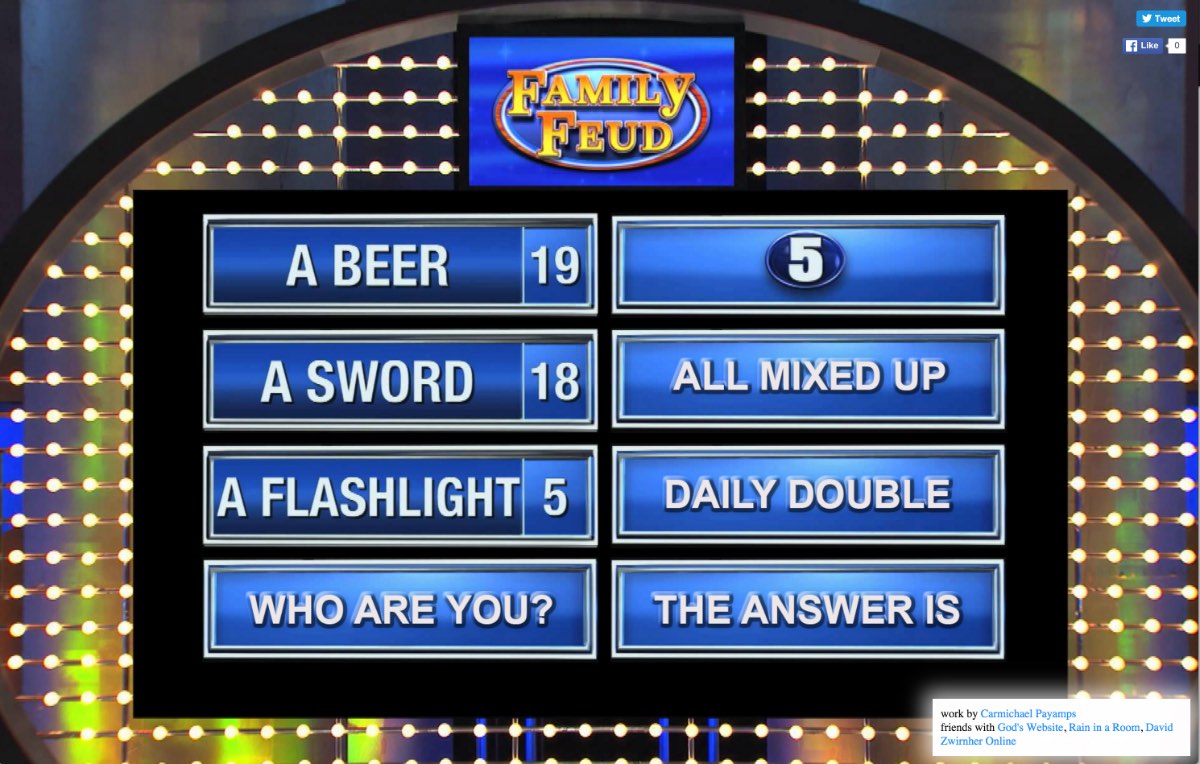 Tweet
Like 0
FAMILY
FEUD
A BEER 19
A SWORD 18
A FLASHLIGHT 5
WHO ARE YOU?
5
ALL MIXED UP
DAILY DOUBLE
THE ANSWER IS
work by Carmichael Payamps
friends with God's Website, Rain in a Room, David
Zwirnher Online